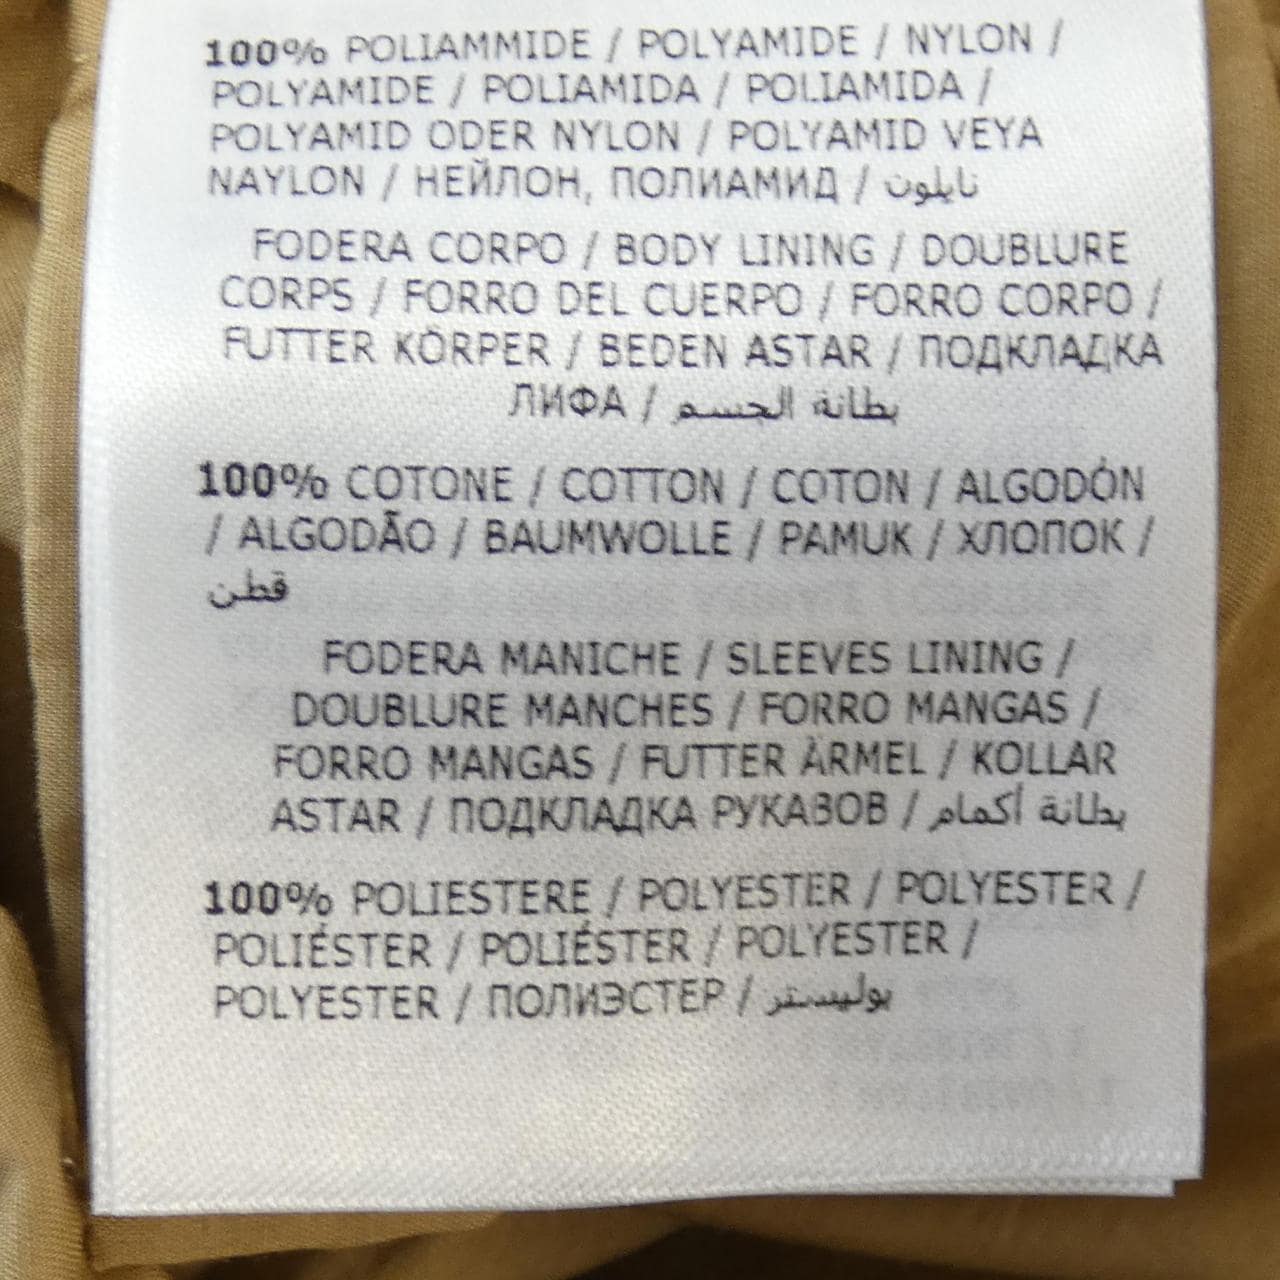 100% POLIAMMIDE / POLYAMIDE / NYLON /
POLYAMIDE / POLIAMIDA / POLIAMIDA /
POLYAMID ODER NYLON / POLYAMID VEYA
NAYLON / НЕЙЛОН, ПОЛИАМИД / نايلون
FODERA CORPO / BODY LINING / DOUBLURE
CORPS / FORRO DEL CUERPO / FORRO CORPO /
FUTTER KÖRPER / BEDEN ASTAR / ПОДКЛАДКА
ЛИФА / بطانة الجسم
100% COTONE / COTTON / COTON / ALGODÓN
/ ALGODÃO / BAUMWOLLE / PAMUK / ХЛОПОК /
قطن
FODERA MANICHE / SLEEVES LINING /
DOUBLURE MANCHES / FORRO MANGAS /
FORRO MANGAS / FUTTER ÄRMEL / KOLLAR
ASTAR / ПОДКЛАДКА РУКАВОВ / بطانة أكمام
100% POLIESTERE / POLYESTER / POLYESTER /
POLIÉSTER / POLIÉSTER / POLYESTER /
POLYESTER / ПОЛИЭСТЕР / بوليستر